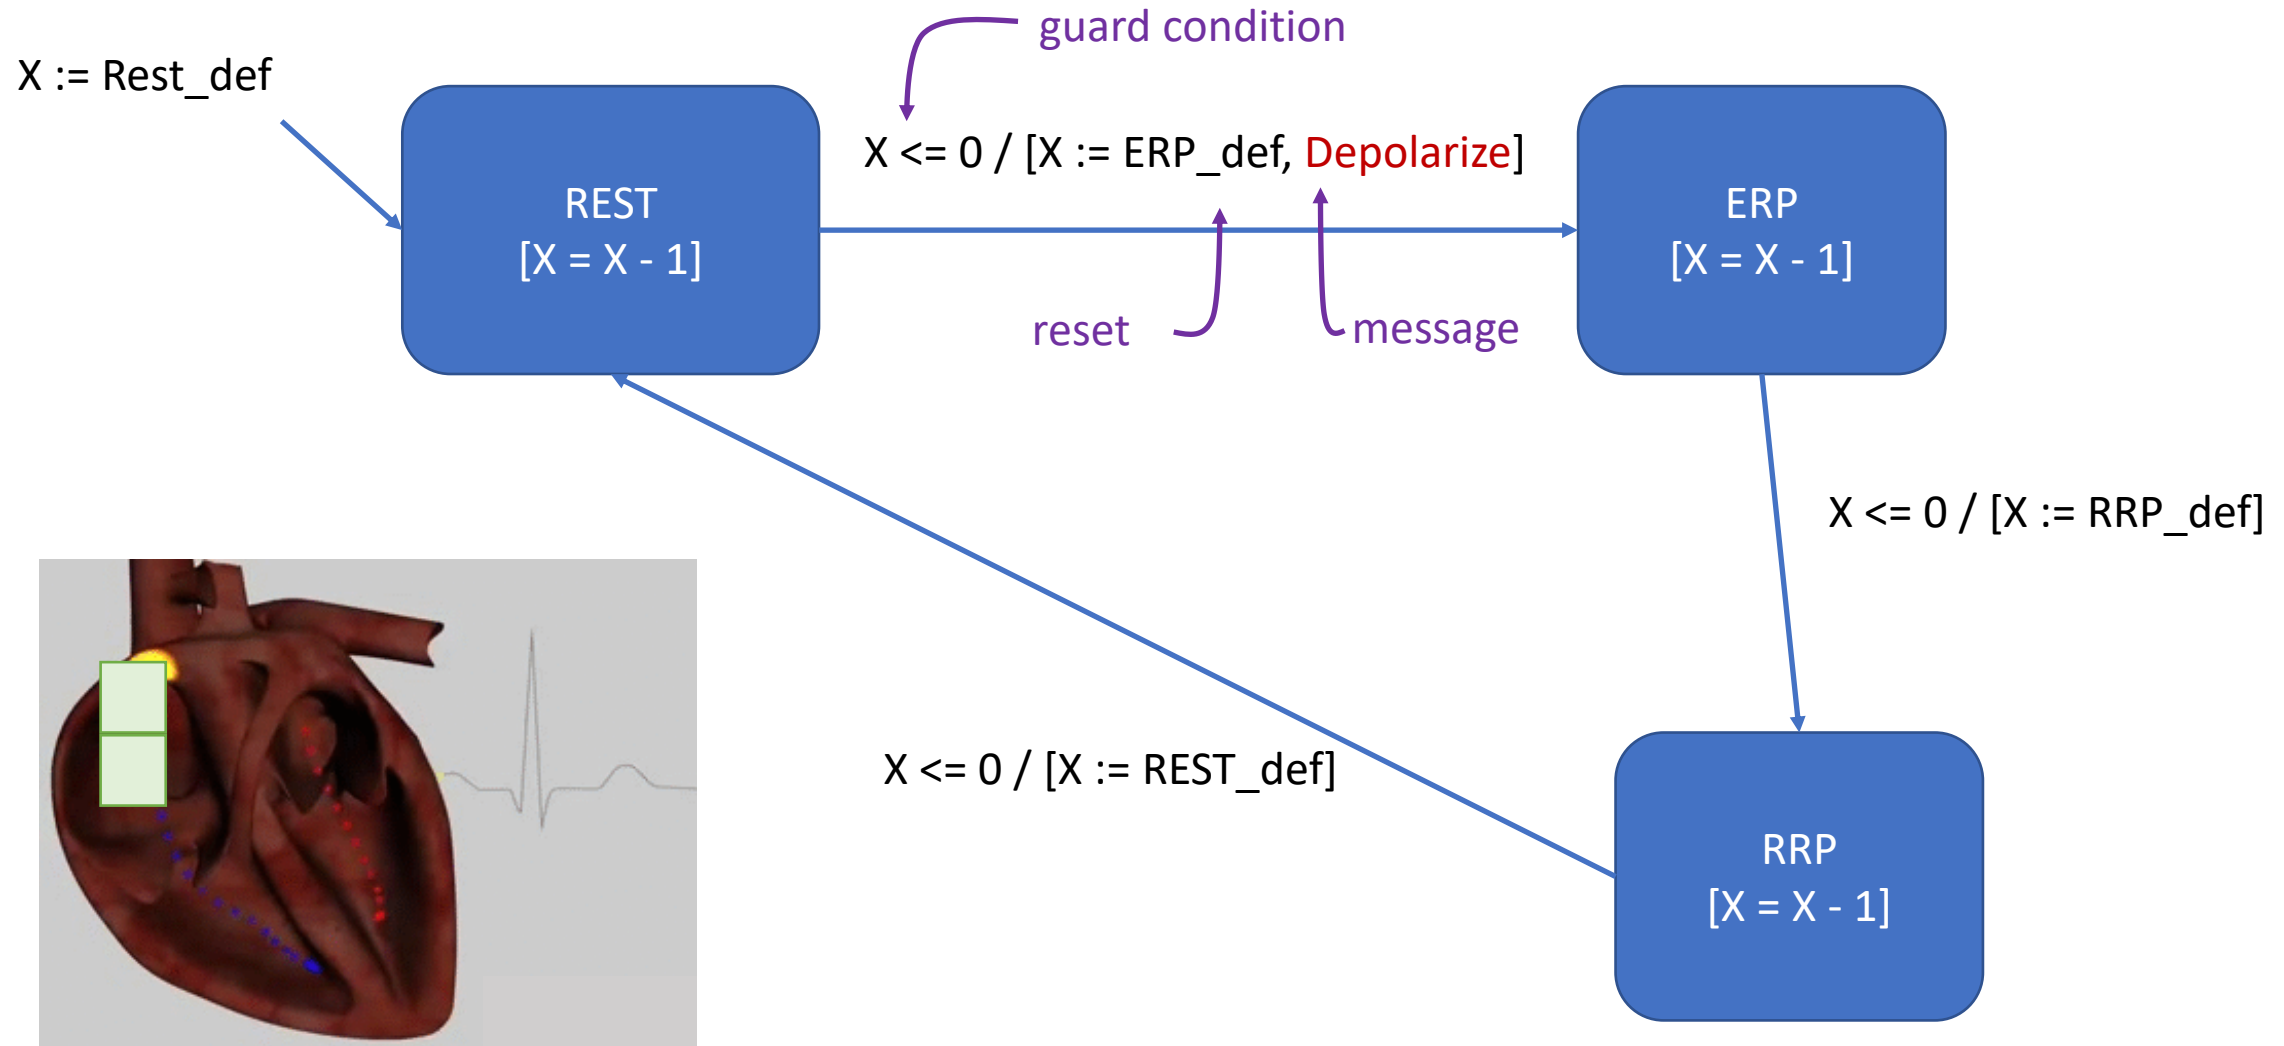 guard condition
X := Rest_def
X <= 0 / [X := ERP_def, Depolarize]
REST
[X = X - 1]
ERP
[X = X - 1]
reset
message
X <= 0 / [X := RRP_def]
X <= 0 / [X := REST_def]
RRP
[X = X - 1]